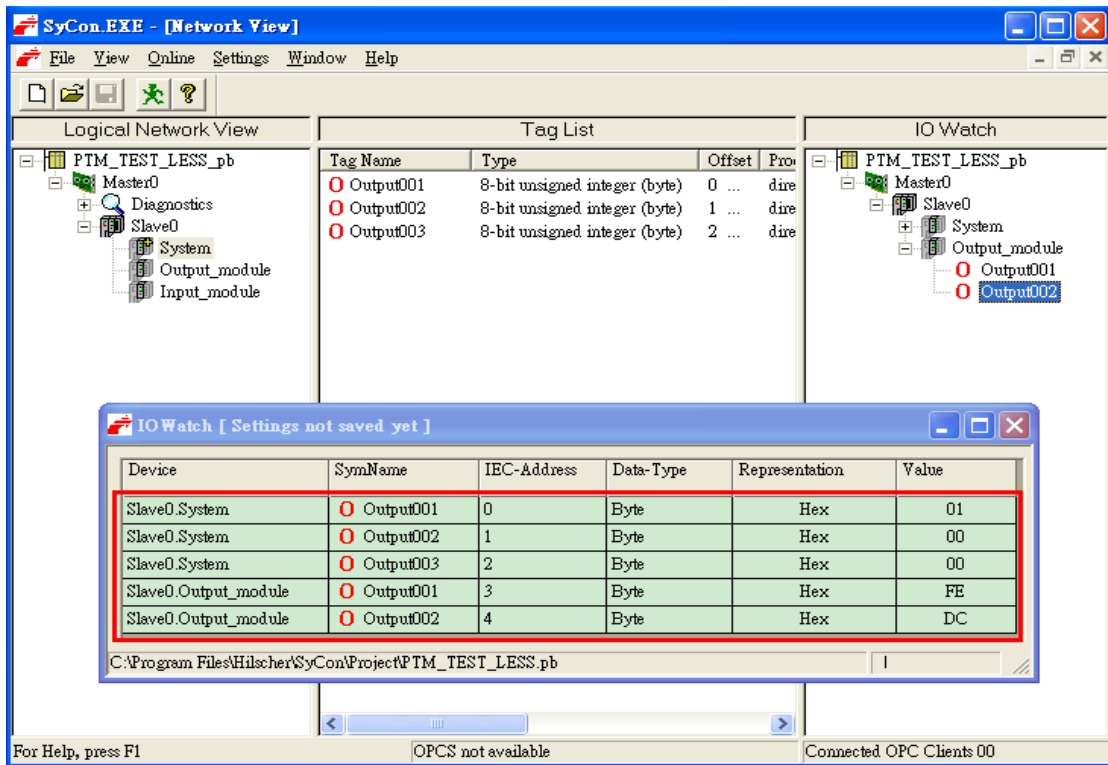 SyCon.EXE - [Network View]
File View Online Settings Window Help
Logical Network View
PTM_TEST_LESS_pb
Master0
Diagnostics
Slave0
System
Output_module
Input_module
Tag List
Tag Name Type Offset Pro
Output001 8-bit unsigned integer (byte) 0 ... dire
Output002 8-bit unsigned integer (byte) 1 ... dire
Output003 8-bit unsigned integer (byte) 2 ... dire
IO Watch
PTM_TEST_LESS_pb
Master0
Slave0
System
Output_module
Output001
Output002
IOWatch [ Settings not saved yet ]
Device SymName IEC-Address Data-Type Representation Value
Slave0.System Output001 0 Byte Hex 01
Slave0.System Output002 1 Byte Hex 00
Slave0.System Output003 2 Byte Hex 00
Slave0.Output_module Output001 3 Byte Hex FE
Slave0.Output_module Output002 4 Byte Hex DC
C:\Program Files\Hilscher\SyCon\Project\PTM_TEST_LESS.pb I
For Help, press F1 OPCS not available Connected OPC Clients 00